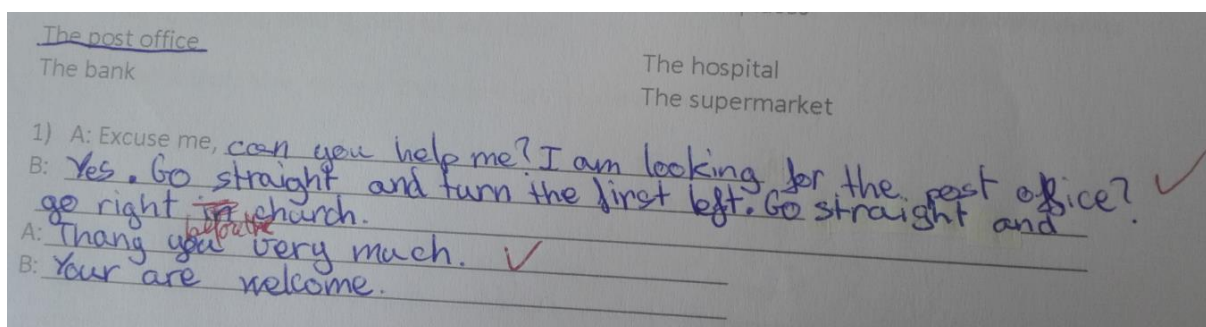 The post office
The bank
The hospital
The supermarket
1) A: Excuse me, can you help me? I am looking for the post office?
B: Yes. Go straight and turn the first left. Go straight and
go right in church.
A: Thang you very much.
B: Your are welcome.